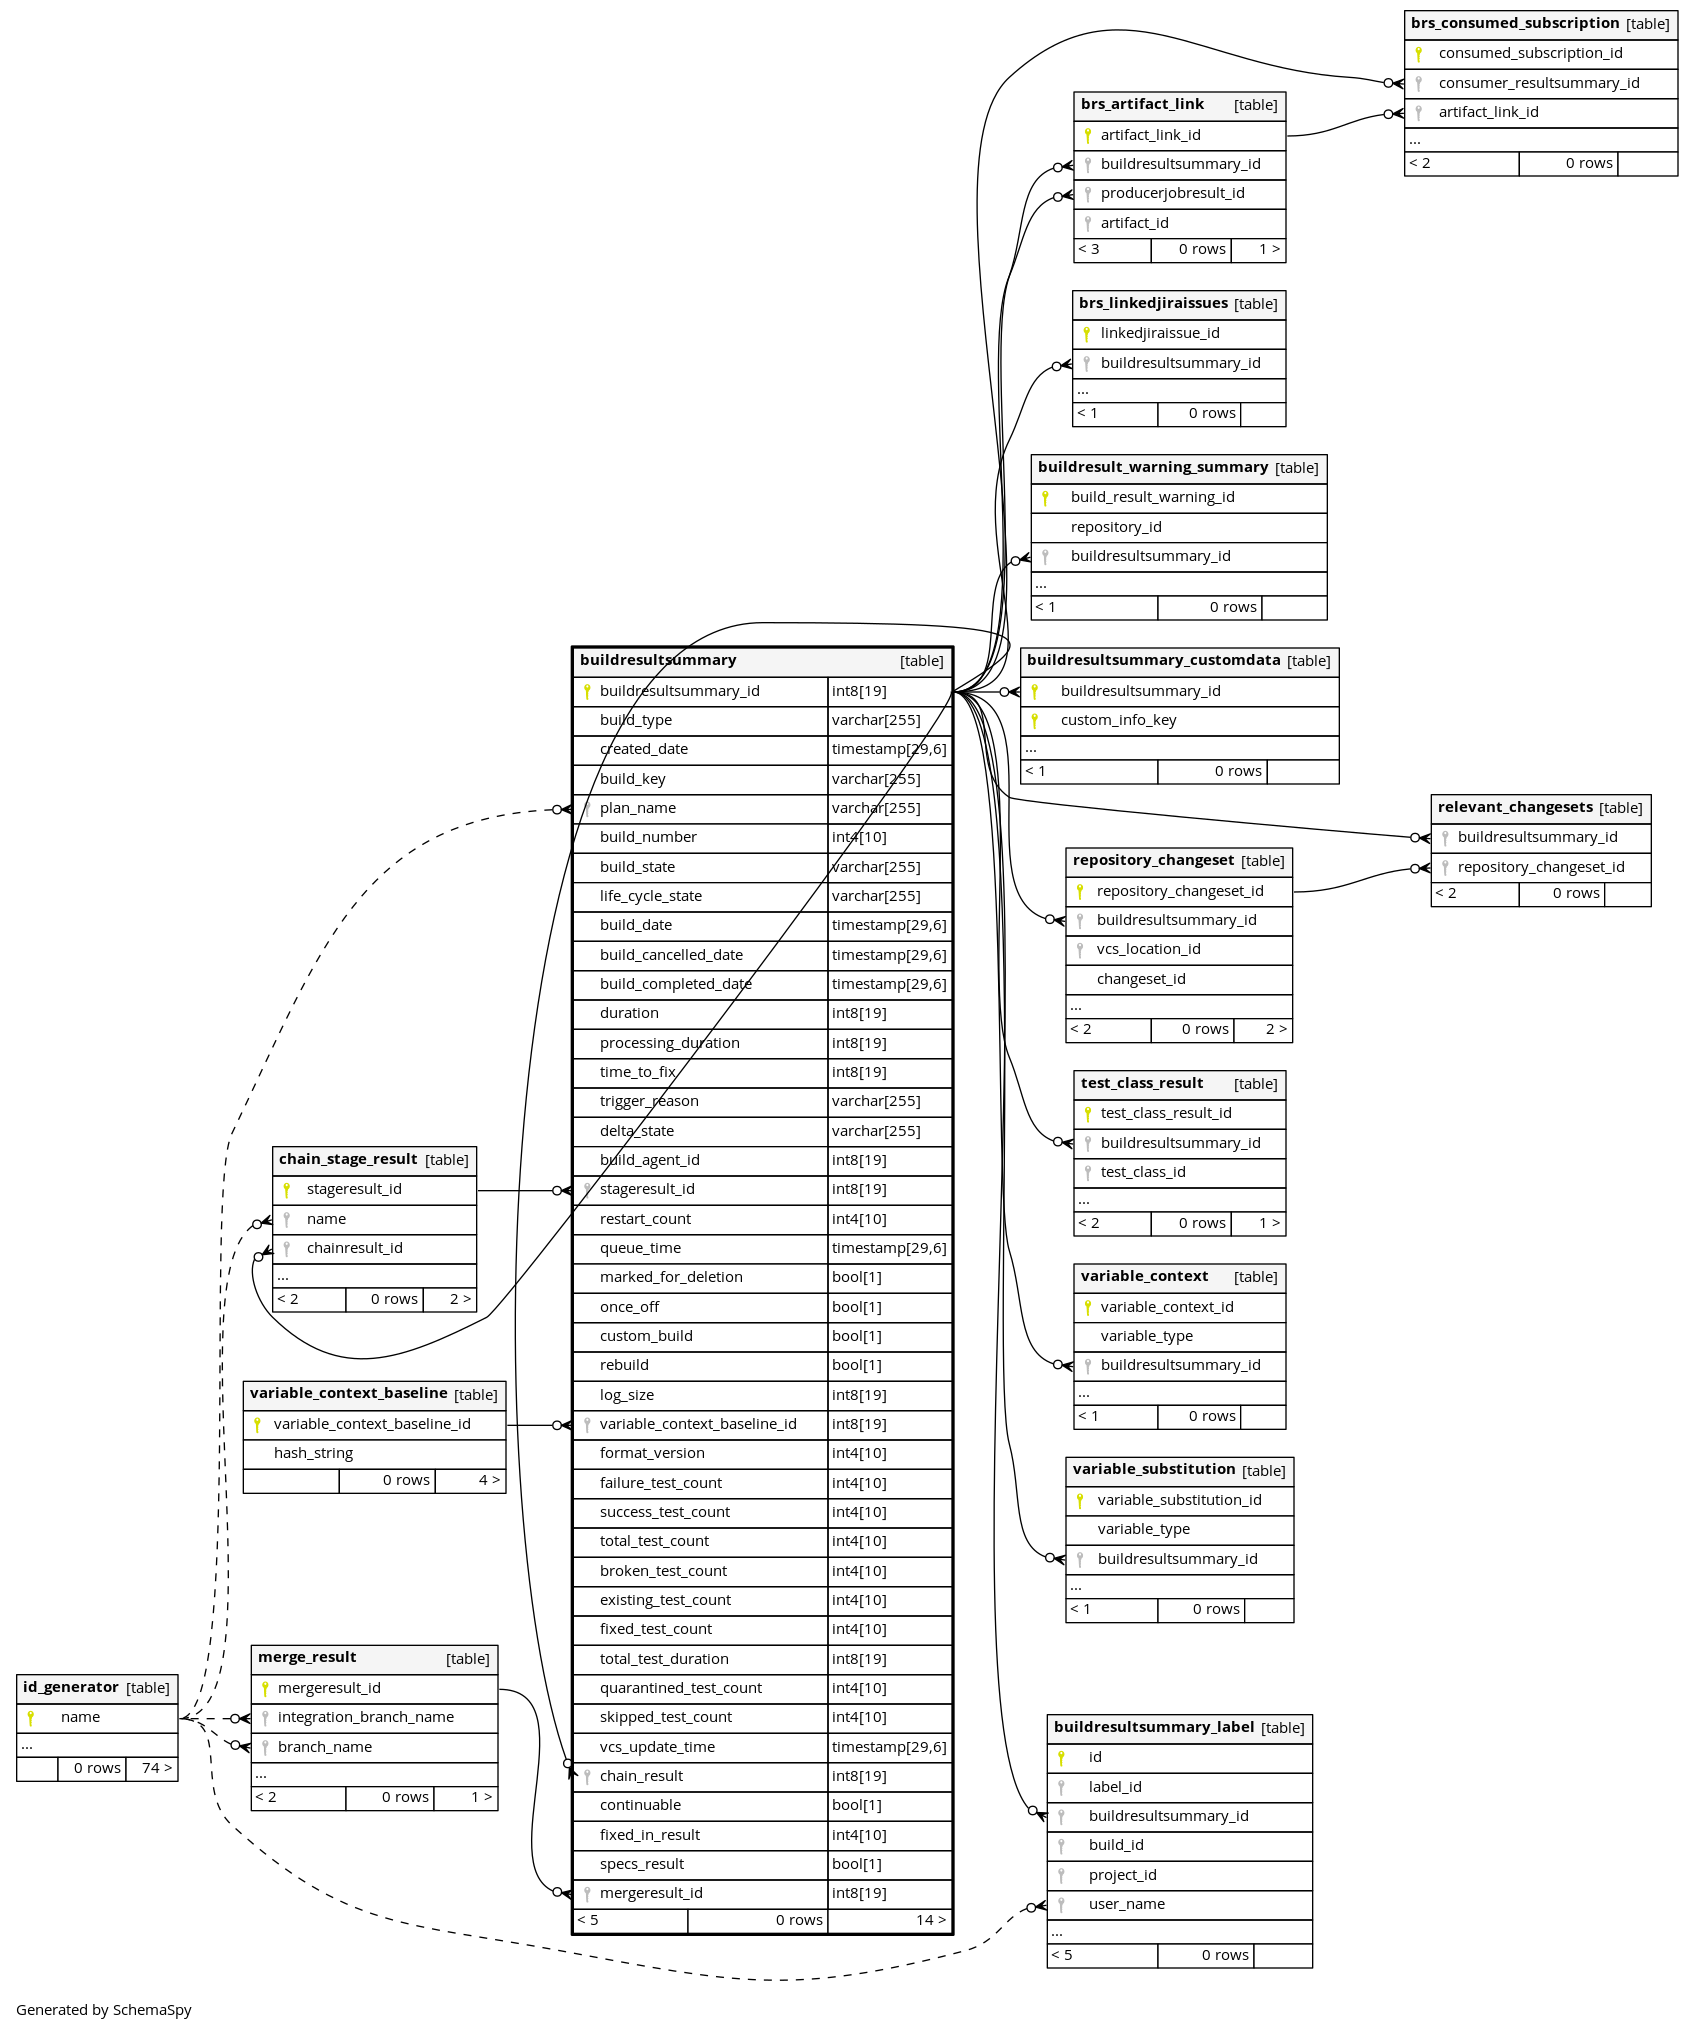 brs_consumed_subscription [table]
consumed_subscription_id
consumer_resultsummary_id
artifact_link_id
...
< 2 0 rows
brs_artifact_link [table]
artifact_link_id
buildresultsummary_id
producerjobresult_id
artifact_id
< 3 0 rows 1 >
brs_linkedjiraissues [table]
linkedjiraissue_id
buildresultsummary_id
...
< 1 0 rows
buildresult_warning_summary [table]
build_result_warning_id
repository_id
buildresultsummary_id
...
< 1 0 rows
buildresultsummary_customdata [table]
buildresultsummary_id
custom_info_key
...
< 1 0 rows
relevant_changesets [table]
buildresultsummary_id
repository_changeset_id
< 2 0 rows
repository_changeset [table]
repository_changeset_id
buildresultsummary_id
vcs_location_id
changeset_id
...
< 2 0 rows 2 >
test_class_result [table]
test_class_result_id
buildresultsummary_id
test_class_id
...
< 2 0 rows 1 >
variable_context [table]
variable_context_id
variable_type
buildresultsummary_id
...
< 1 0 rows
variable_substitution [table]
variable_substitution_id
variable_type
buildresultsummary_id
...
< 1 0 rows
buildresultsummary_label [table]
id
label_id
buildresultsummary_id
build_id
project_id
user_name
...
< 5 0 rows
buildresultsummary [table]
buildresultsummary_id int8[19]
build_type varchar[255]
created_date timestamp[29,6]
build_key varchar[255]
plan_name varchar[255]
build_number int4[10]
build_state varchar[255]
life_cycle_state varchar[255]
build_date timestamp[29,6]
build_cancelled_date timestamp[29,6]
build_completed_date timestamp[29,6]
duration int8[19]
processing_duration int8[19]
time_to_fix int8[19]
trigger_reason varchar[255]
delta_state varchar[255]
build_agent_id int8[19]
stageresult_id int8[19]
restart_count int4[10]
queue_time timestamp[29,6]
marked_for_deletion bool[1]
once_off bool[1]
custom_build bool[1]
rebuild bool[1]
log_size int8[19]
variable_context_baseline_id int8[19]
format_version int4[10]
failure_test_count int4[10]
success_test_count int4[10]
total_test_count int4[10]
broken_test_count int4[10]
existing_test_count int4[10]
fixed_test_count int4[10]
total_test_duration int8[19]
quarantined_test_count int4[10]
skipped_test_count int4[10]
vcs_update_time timestamp[29,6]
chain_result int8[19]
continuable bool[1]
fixed_in_result int4[10]
specs_result bool[1]
mergeresult_id int8[19]
< 5 0 rows 14 >
chain_stage_result [table]
stageresult_id
name
chainresult_id
...
< 2 0 rows 2 >
variable_context_baseline [table]
variable_context_baseline_id
hash_string
0 rows 4 >
merge_result [table]
mergeresult_id
integration_branch_name
branch_name
...
< 2 0 rows 1 >
id_generator [table]
name
...
0 rows 74 >
Generated by SchemaSpy